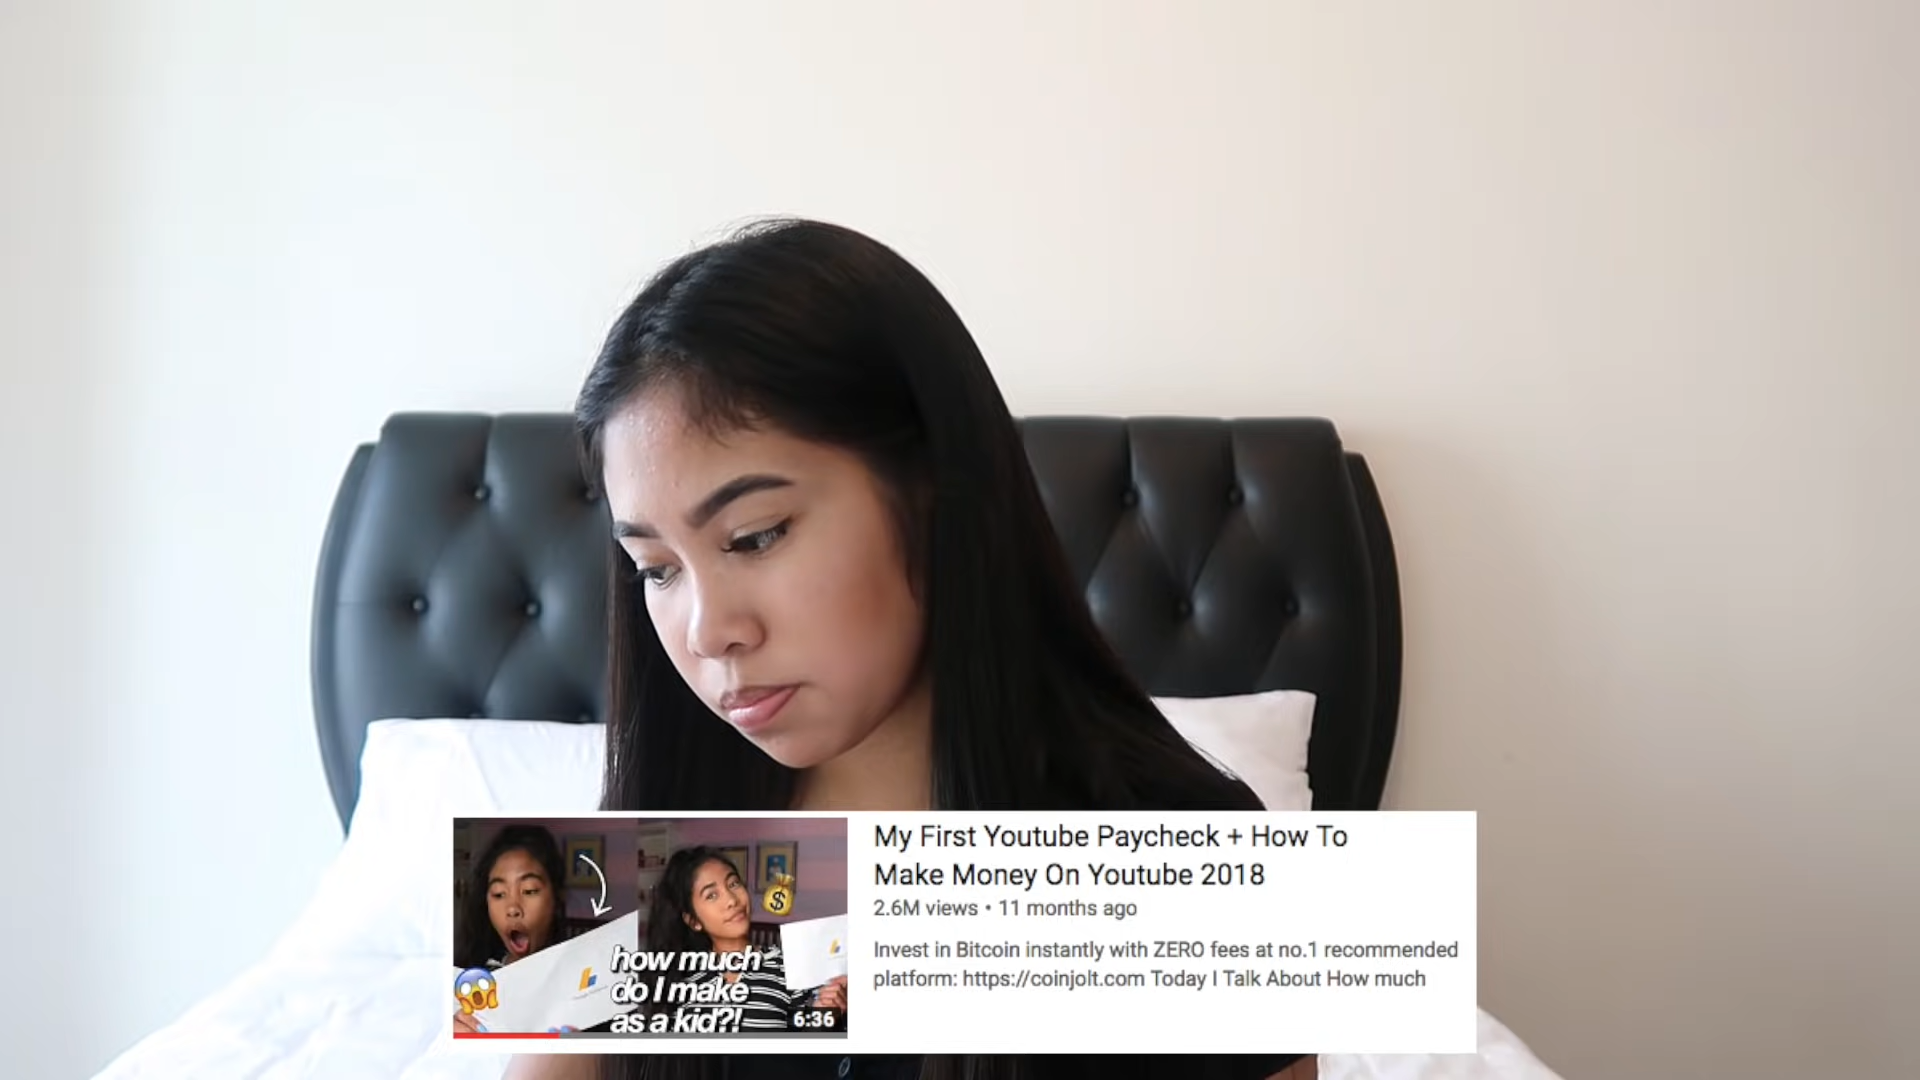 My First Youtube Paycheck + How To
Make Money On Youtube 2018
2.6M views • 11 months ago
Invest in Bitcoin instantly with ZERO fees at no.1 recommended
platform: https://coinjolt.com Today I Talk About How much
how much
do I make
as a kid?!
6:36